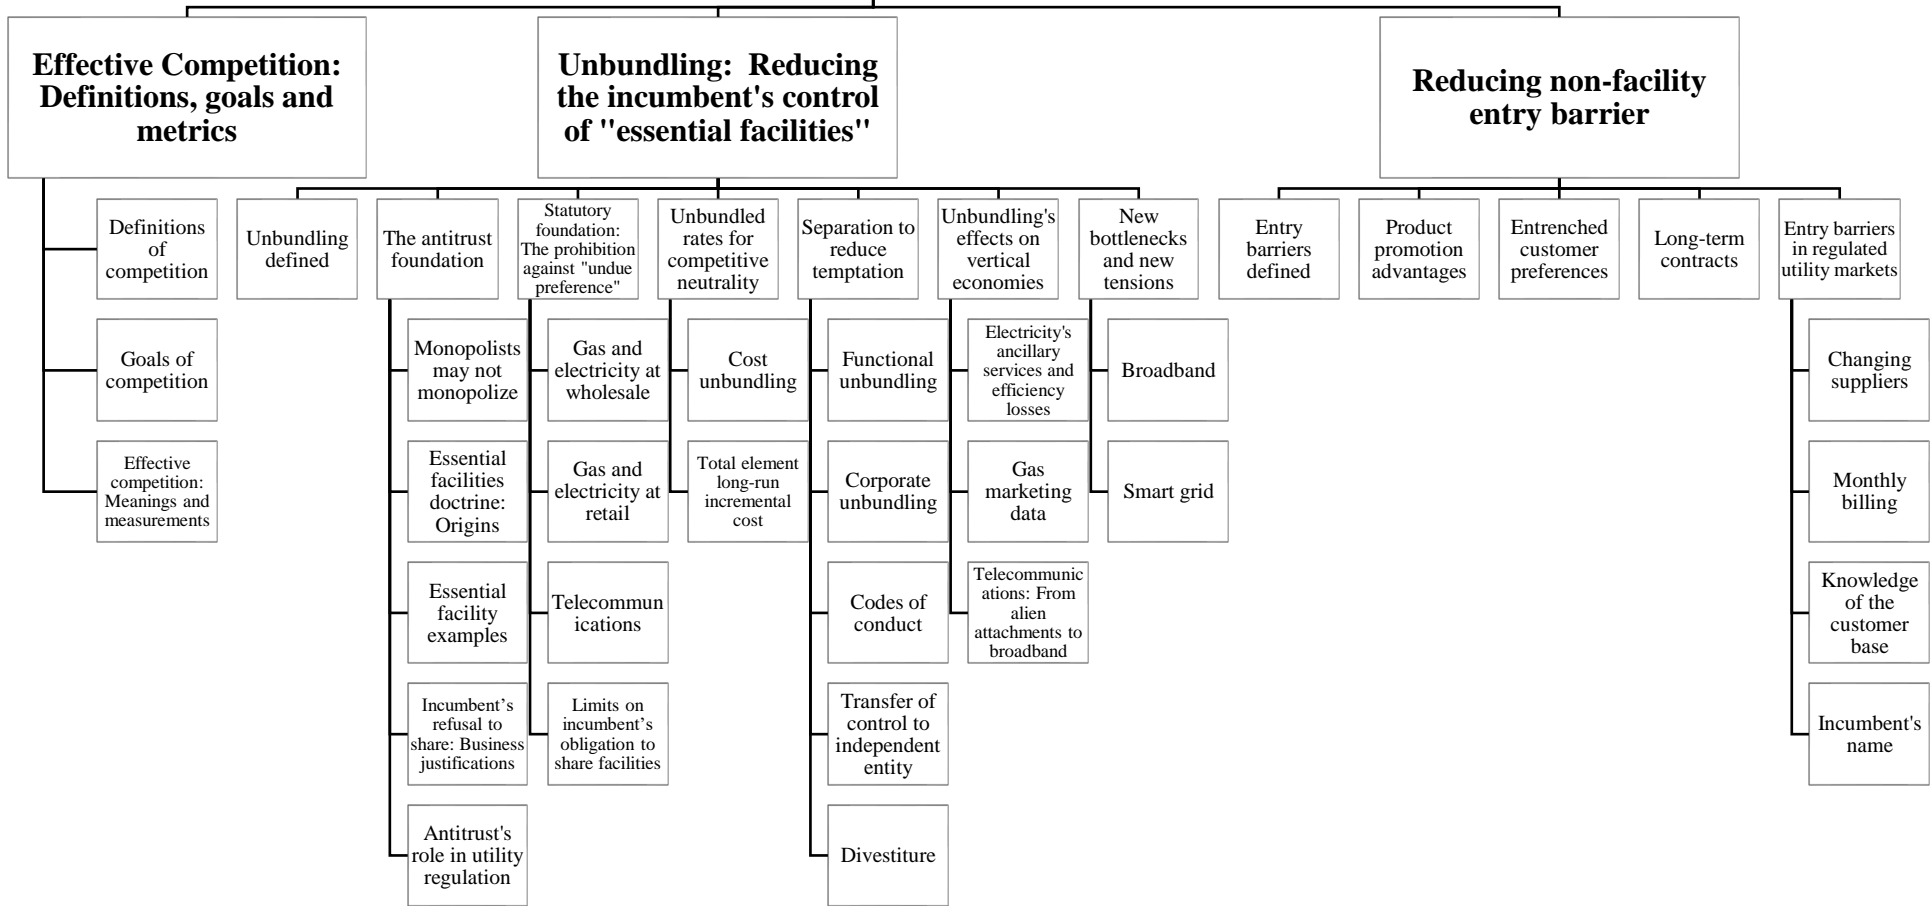 Effective Competition:
Definitions, goals and
metrics
Definitions
of
competition
Goals of
competition
Effective
competition:
Meanings and
measurements
Unbundling: Reducing
the incumbent's control
of "essential facilities"
Unbundling
defined
The antitrust
foundation
Monopolists
may not
monopolize
Essential
facilities
doctrine:
Origins
Essential
facility
examples
Incumbent’s
refusal to
share: Business
justifications
Antitrust's
role in utility
regulation
Statutory
foundation:
The prohibition
against "undue
preference"
Gas and
electricity at
wholesale
Gas and
electricity at
retail
Telecommun
ications
Limits on
incumbent’s
obligation to
share facilities
Unbundled
rates for
competitive
neutrality
Cost
unbundling
Total element
long-run
incremental
cost
Separation to
reduce
temptation
Functional
unbundling
Corporate
unbundling
Codes of
conduct
Transfer of
control to
independent
entity
Divestiture
Unbundling's
effects on
vertical
economies
Electricity's
ancillary
services and
efficiency
losses
Gas
marketing
data
Telecommunic
ations: From
alien
attachments to
broadband
New
bottlenecks
and new
tensions
Broadband
Smart grid
Reducing non-facility
entry barrier
Entry
barriers
defined
Product
promotion
advantages
Entrenched
customer
preferences
Long-term
contracts
Entry barriers
in regulated
utility markets
Changing
suppliers
Monthly
billing
Knowledge
of the
customer
base
Incumbent's
name